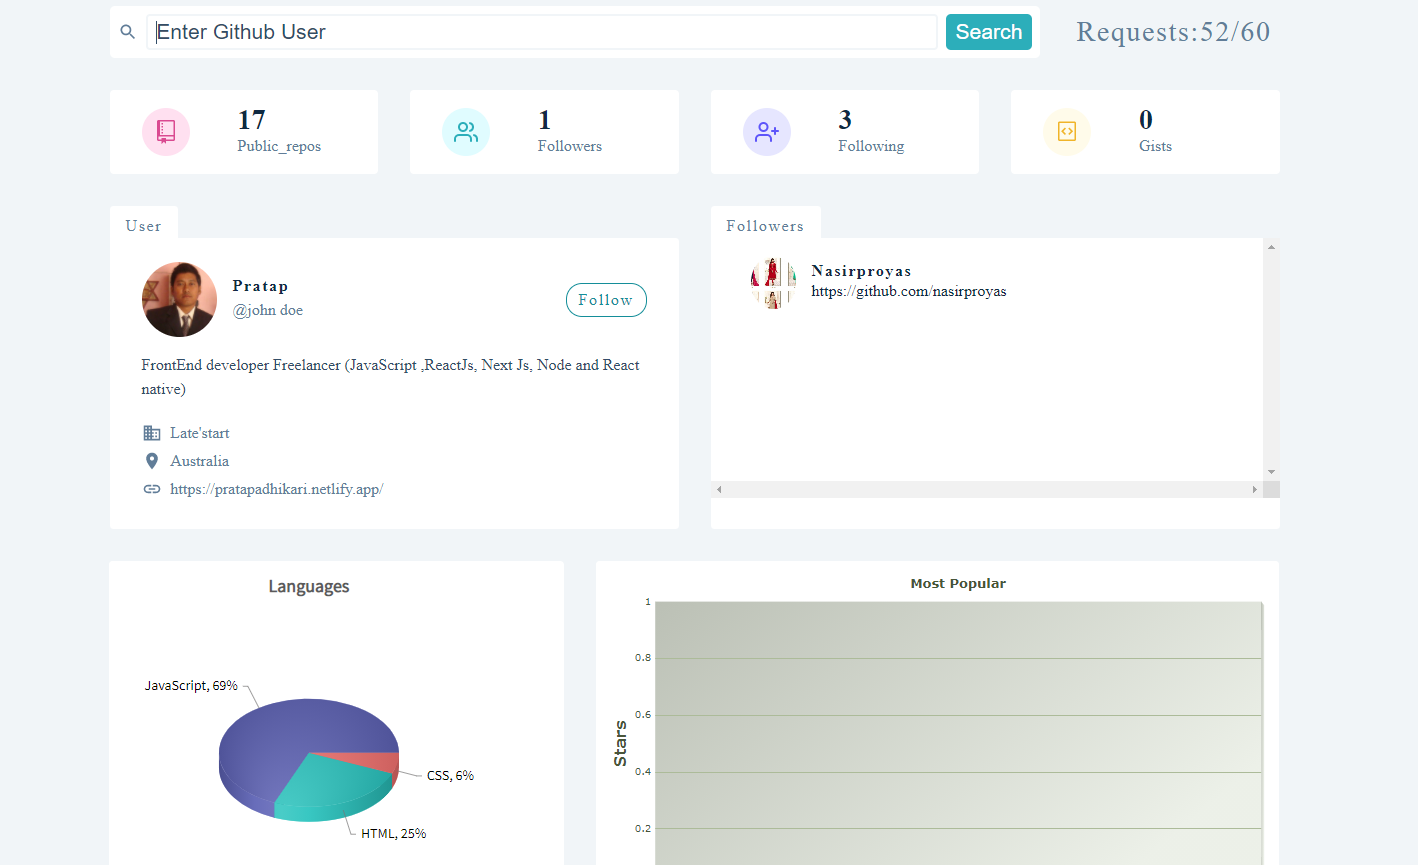 Enter Github User
Search
Requests:52/60
17
Public_repos
1
Followers
3
Following
0
Gists
User
Pratap
@john doe
Follow
FrontEnd developer Freelancer (JavaScript ,ReactJs, Next Js, Node and React
native)
Late'start
Australia
https://pratapadhikari.netlify.app/
Followers
Nasirproyas
https://github.com/nasirproyas
Languages
JavaScript, 69%
CSS, 6%
HTML, 25%
Most Popular
Stars
1
0.8
0.6
0.4
0.2